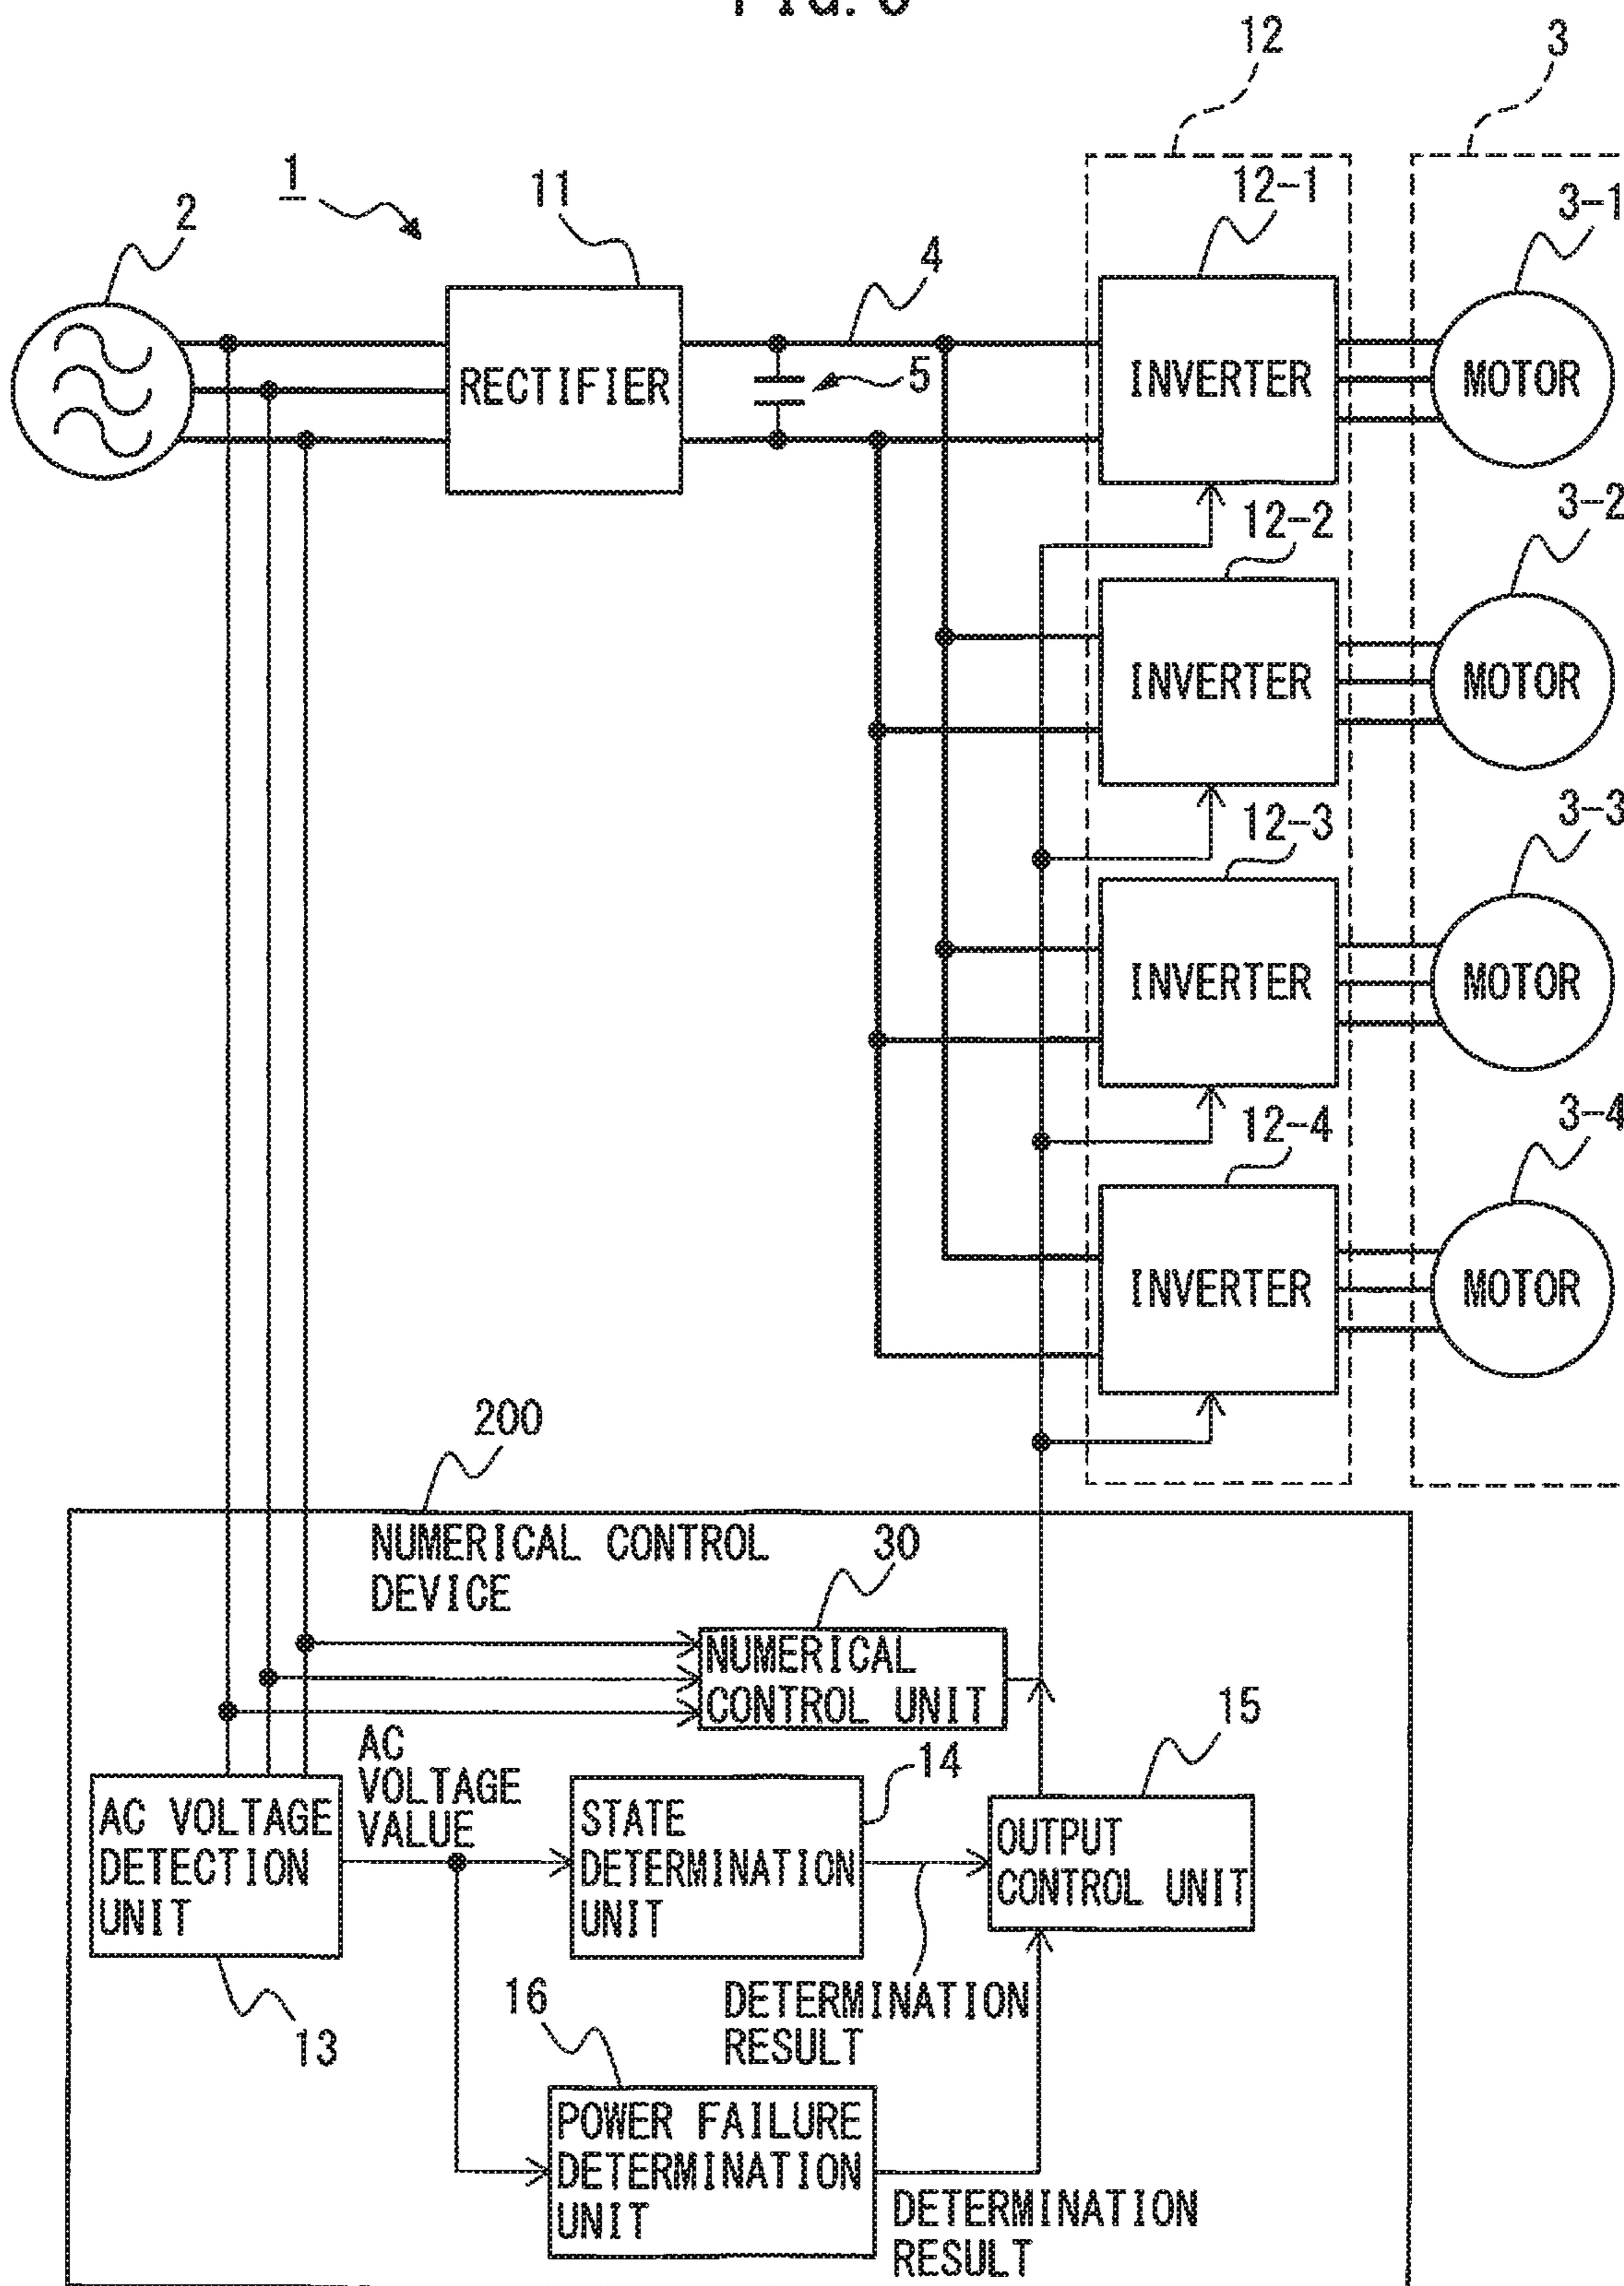 12
3
1
2
11
4
12-1
3-1
RECTIFIER
5
INVERTER
MOTOR
12-2
3-2
INVERTER
MOTOR
12-3
3-3
INVERTER
MOTOR
12-4
3-4
INVERTER
MOTOR
200
NUMERICAL CONTROL
DEVICE
30
NUMERICAL
CONTROL UNIT
15
AC
VOLTAGE
VALUE
14
AC VOLTAGE
DETECTION
UNIT
STATE
DETERMINATION
UNIT
OUTPUT
CONTROL UNIT
13
16
DETERMINATION
RESULT
POWER FAILURE
DETERMINATION
UNIT
DETERMINATION
RESULT